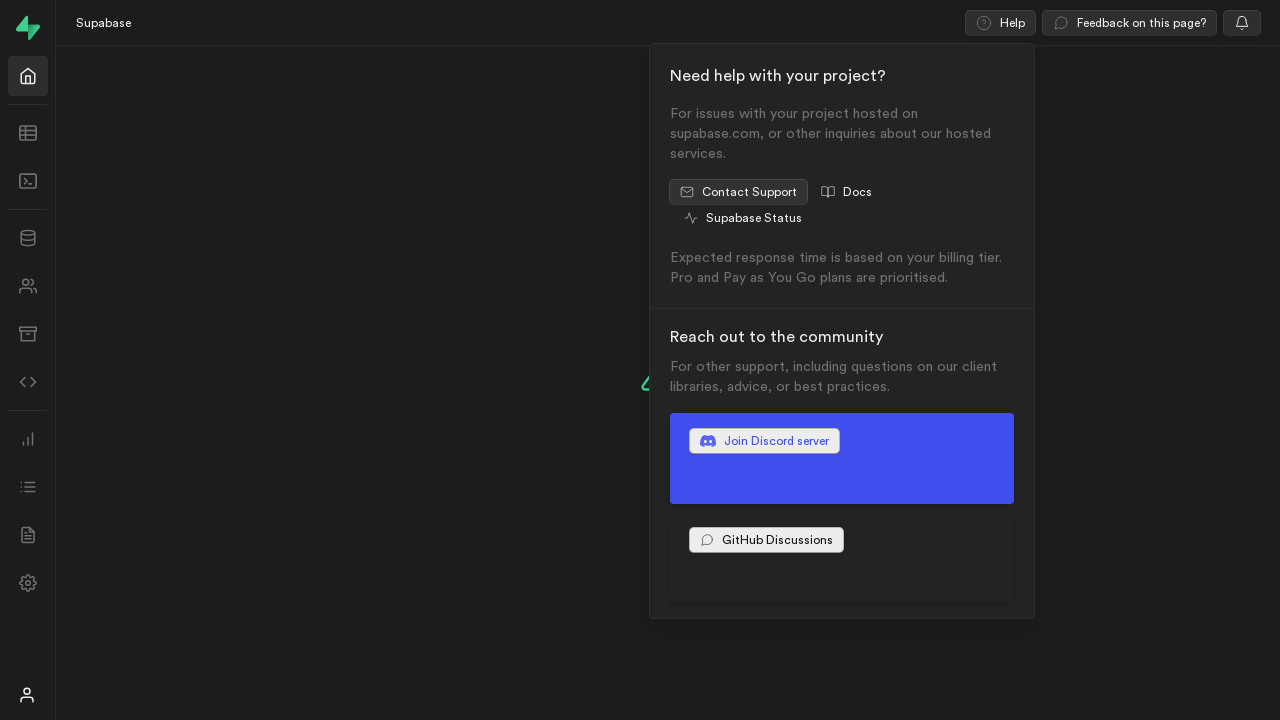 Supabase
Help
Feedback on this page?
Need help with your project?
For issues with your project hosted on
supabase.com, or other inquiries about our hosted
services.
Contact Support
Docs
Supabase Status
Expected response time is based on your billing tier.
Pro and Pay as You Go plans are prioritised.
Reach out to the community
For other support, including questions on our client
libraries, advice, or best practices.
Join Discord server
GitHub Discussions